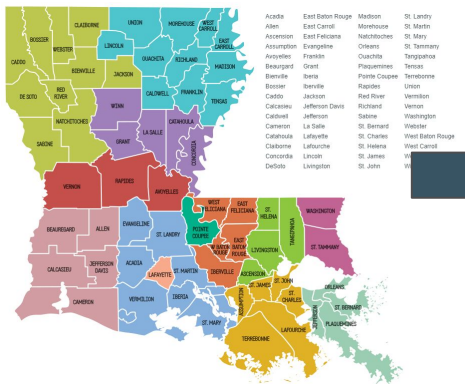 Acadia East Baton Rouge Madison St. Landry
Allen East Carroll Morehouse St. Martin
Ascension East Feliciana Natchitoches St. Mary
Assumption Evangeline Orleans St. Tammany
Avoyelles Franklin Ouachita Tangipahoa
Beauregard Grant Plaquemines Tensas
Bienville Iberia Pointe Coupee Terrebonne
Bossier Iberville Rapides Union
Caddo Jackson Red River Vermilion
Calcasieu Jefferson Davis Richland Vernon
Caldwell Jefferson Sabine Washington
Cameron La Salle St. Bernard Webster
Catahoula Lafayette St. Charles West Baton Rouge
Claiborne Lafourche St. Helena West Carroll
Concordia Lincoln St. James
DeSoto Livingston St. John
CLAIBORNE
UNION
MOREHOUSE
WEST
CARROLL
EAST
CARROLL
BOSSIER
WEBSTER
LINCOLN
CADDO
OUACHITA
RICHLAND
MADISON
BIENVILLE
JACKSON
RED
RIVER
CALDWELL
FRANKLIN
TENSAS
DE SOTO
NATCHITOCHES
WINN
CATAHOULA
LA SALLE
GRANT
CONCORDIA
SABINE
VERNON
RAPIDES
AVOYELLES
WEST
FELICIANA
EAST
FELICIANA
ST.
HELENA
TANGIPAHOA
WASHINGTON
BEAUREGARD
ALLEN
EVANGELINE
ST. LANDRY
POINTE
COUPEE
WEST BATON
ROUGE
EAST
BATON
ROUGE
LIVINGSTON
ST. TAMMANY
CALCASIEU
JEFFERSON
DAVIS
ACADIA
LAFAYETTE
ST. MARTIN
IBERVILLE
ASCENSION
ST. JAMES
ST. JOHN
ST.
CHARLES
ORLEANS
ST. BERNARD
CAMERON
VERMILION
IBERIA
ST. MARY
ASSUMPTION
LAFOURCHE
JEFFERSON
PLAQUEMINES
TERREBONNE